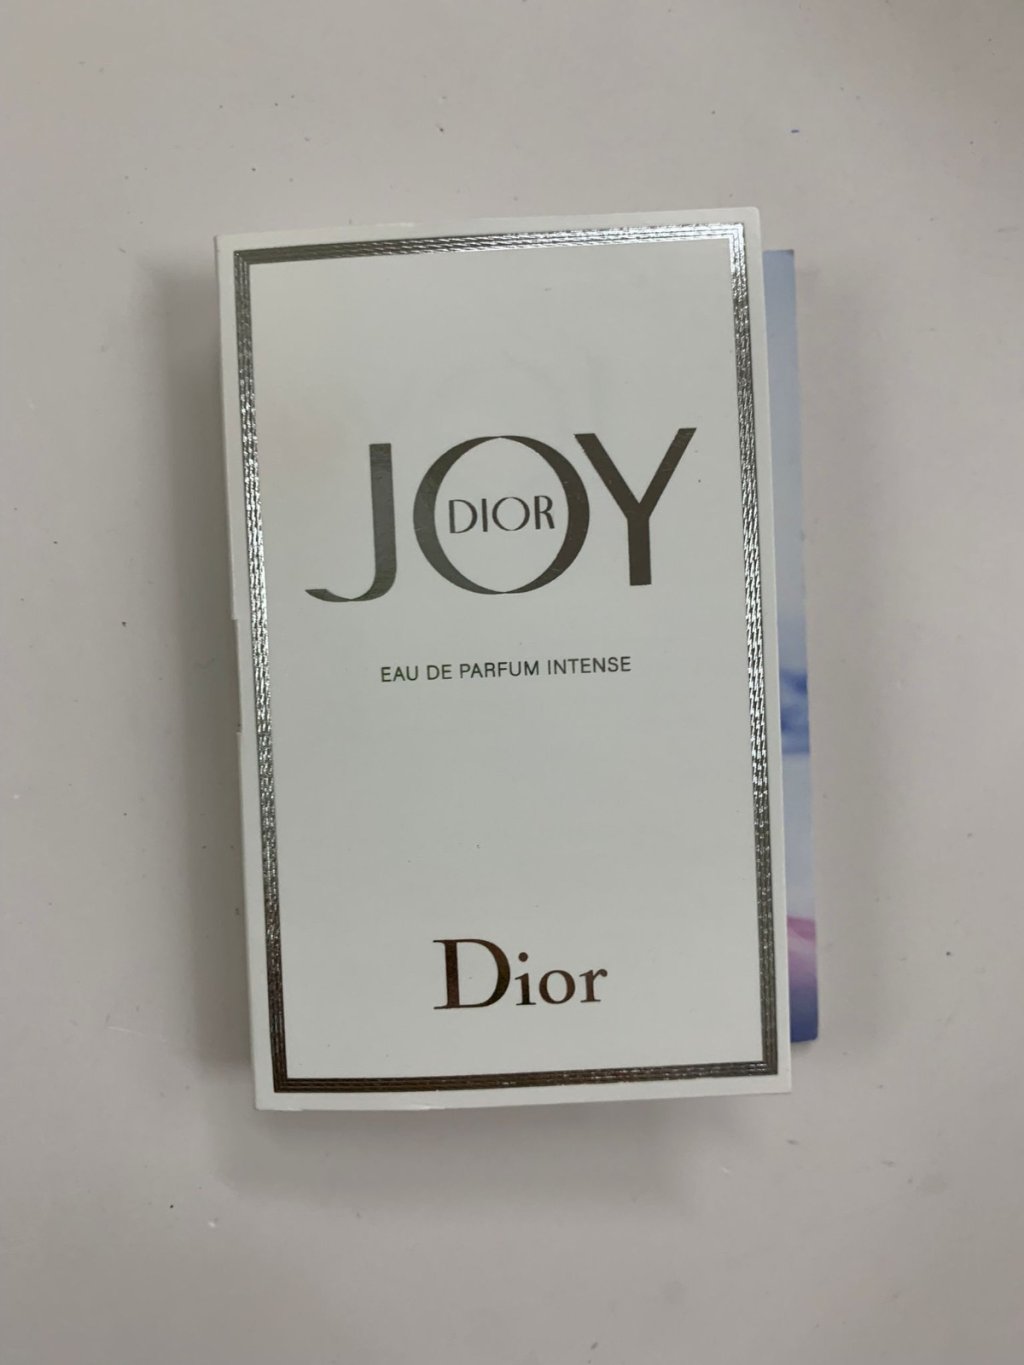 JOY
DIOR
EAU DE PARFUM INTENSE
Dior